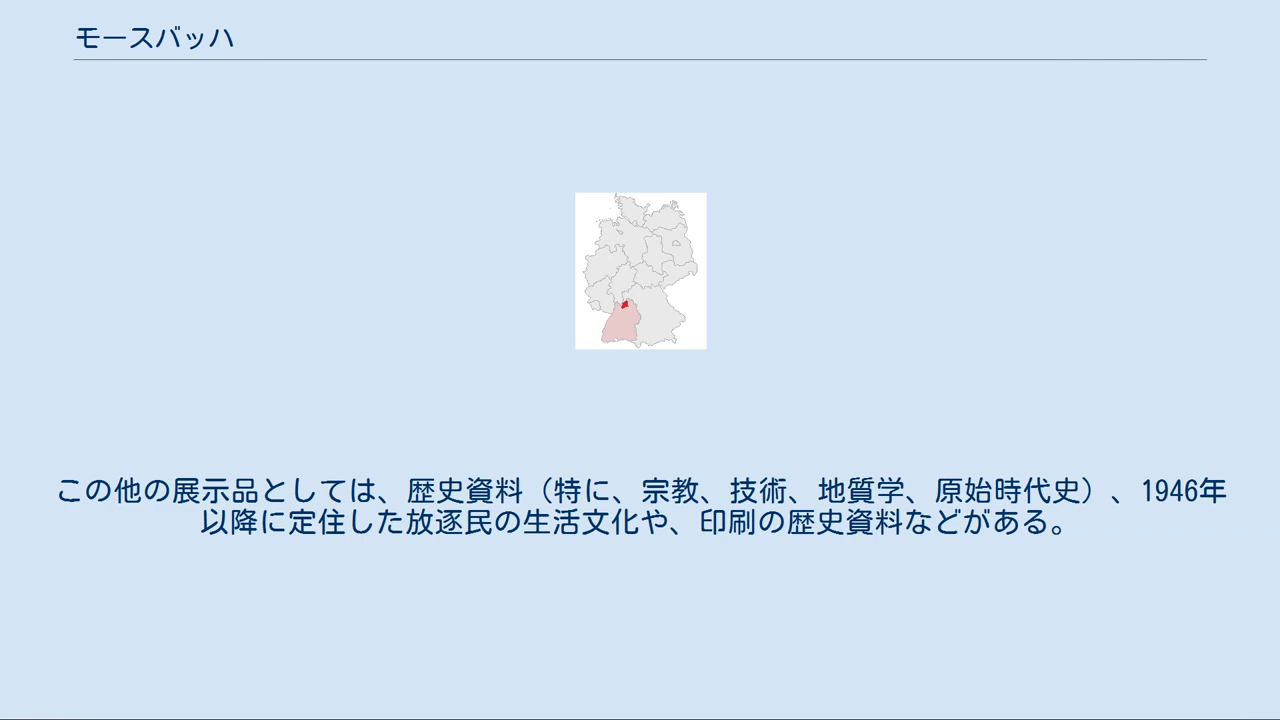 モースバッハ
この他の展示品としては、歴史資料（特に、宗教、技術、地質学、原始時代史）、1946年
以降に定住した放逐民の生活文化や、印刷の歴史資料などがある。